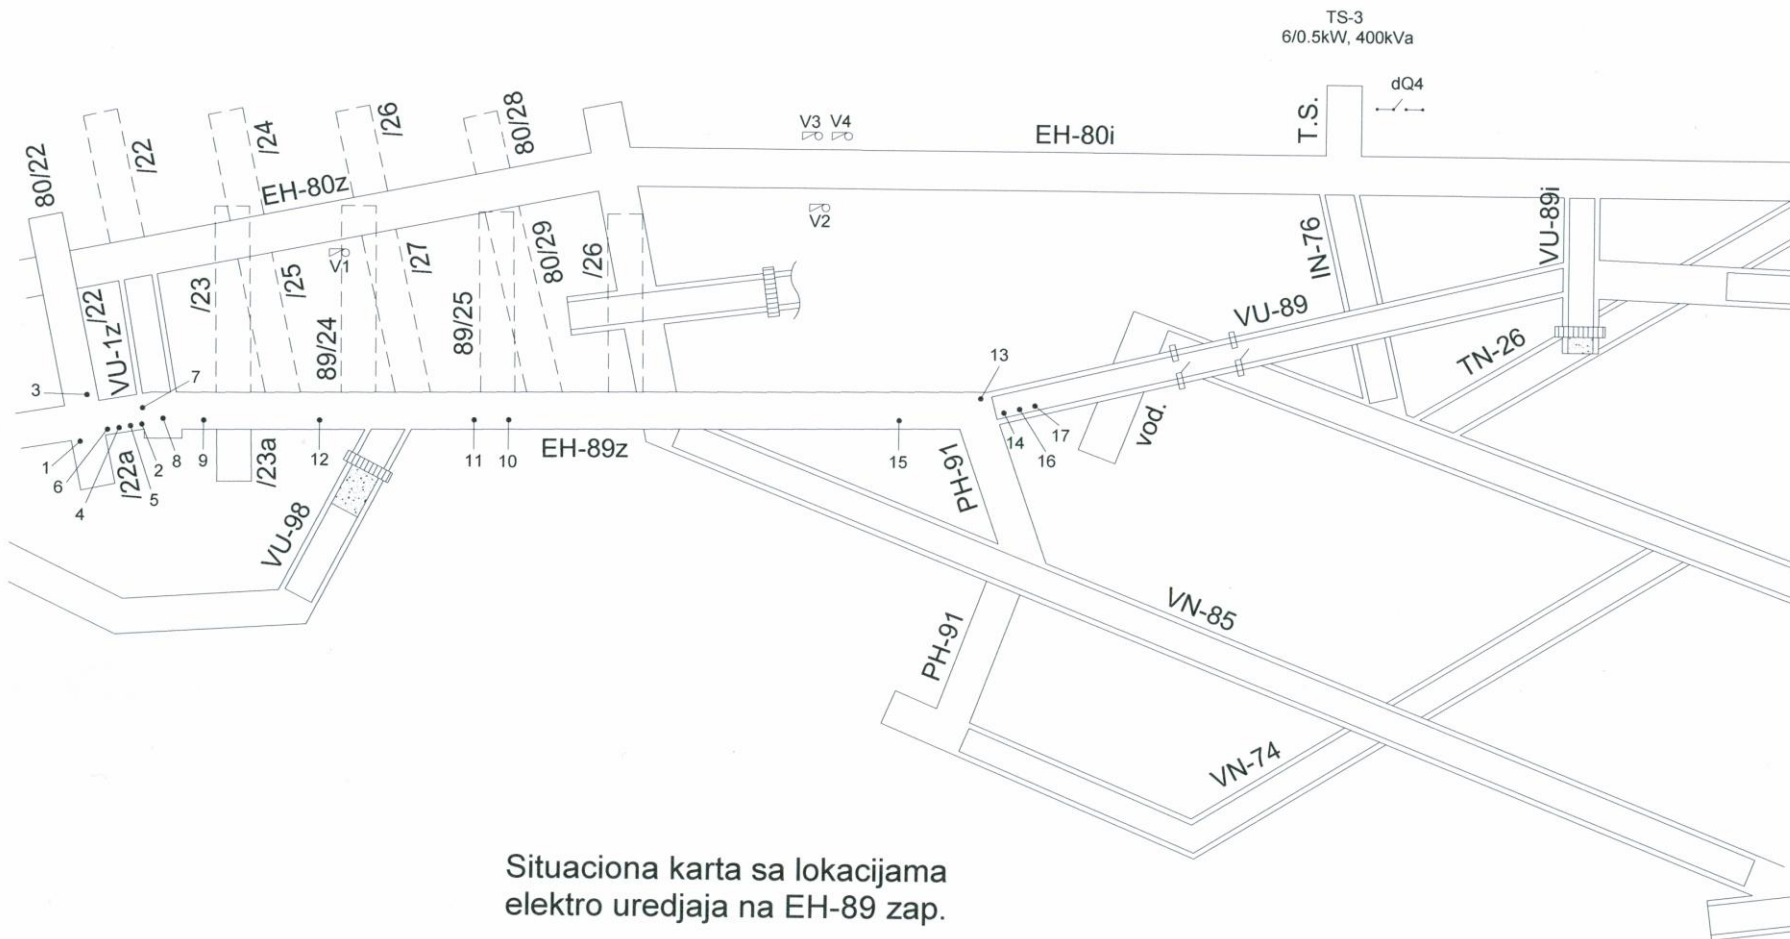 TS-3
6/0.5kW, 400kVa
dQ4
T.S.
V3 V4
EH-80i
/22
/24
/26
80/28
80/22
EH-80z
V2
V1
IN-76
VU-89i
/22
VU-1z
/23
/25
89/24
/27
89/25
80/29
/26
VU-89
TN-26
3
7
13
1
6
4
/22a
5
2
8
9
/23a
12
11
10
EH-89z
15
14
16
17
vod.
PH-91
VU-98
VN-85
PH-91
VN-74
Situaciona karta sa lokacijama
elektro uredjaja na EH-89 zap.